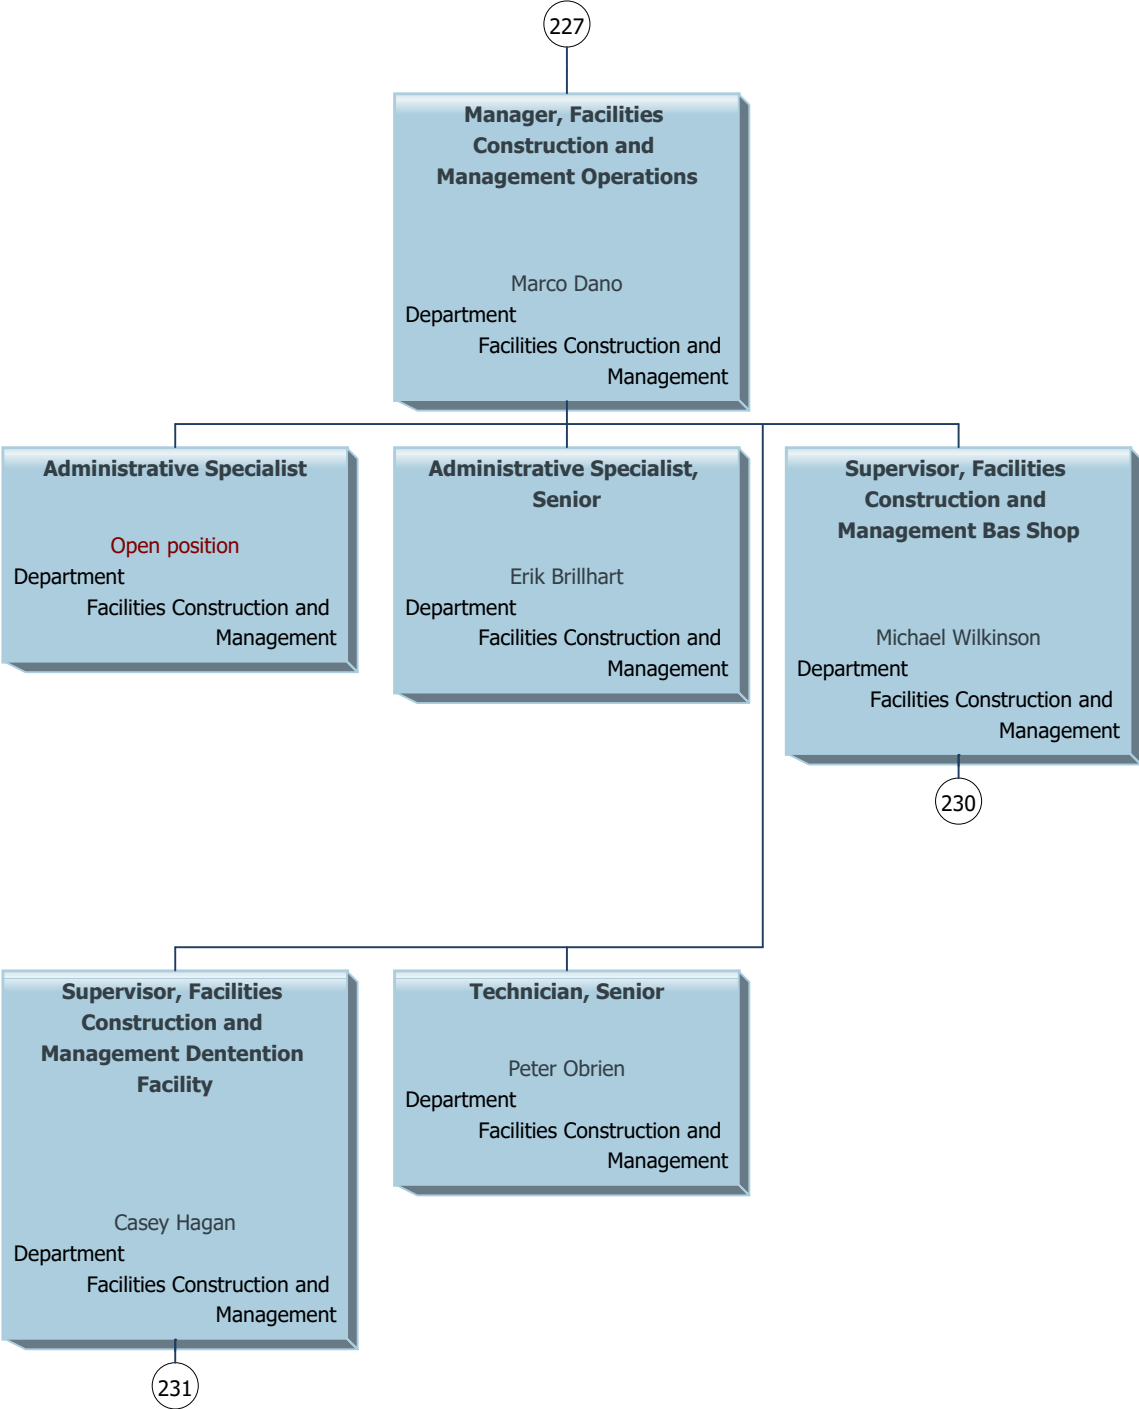 227
Manager, Facilities
Construction and
Management Operations
Marco Dano
Department
Facilities Construction and
Management
Administrative Specialist
Open position
Department
Facilities Construction and
Management
Administrative Specialist,
Senior
Erik Brillhart
Department
Facilities Construction and
Management
Supervisor, Facilities
Construction and
Management Bas Shop
Michael Wilkinson
Department
Facilities Construction and
Management
230
Supervisor, Facilities
Construction and
Management Dentention
Facility
Casey Hagan
Department
Facilities Construction and
Management
231
Technician, Senior
Peter Obrien
Department
Facilities Construction and
Management